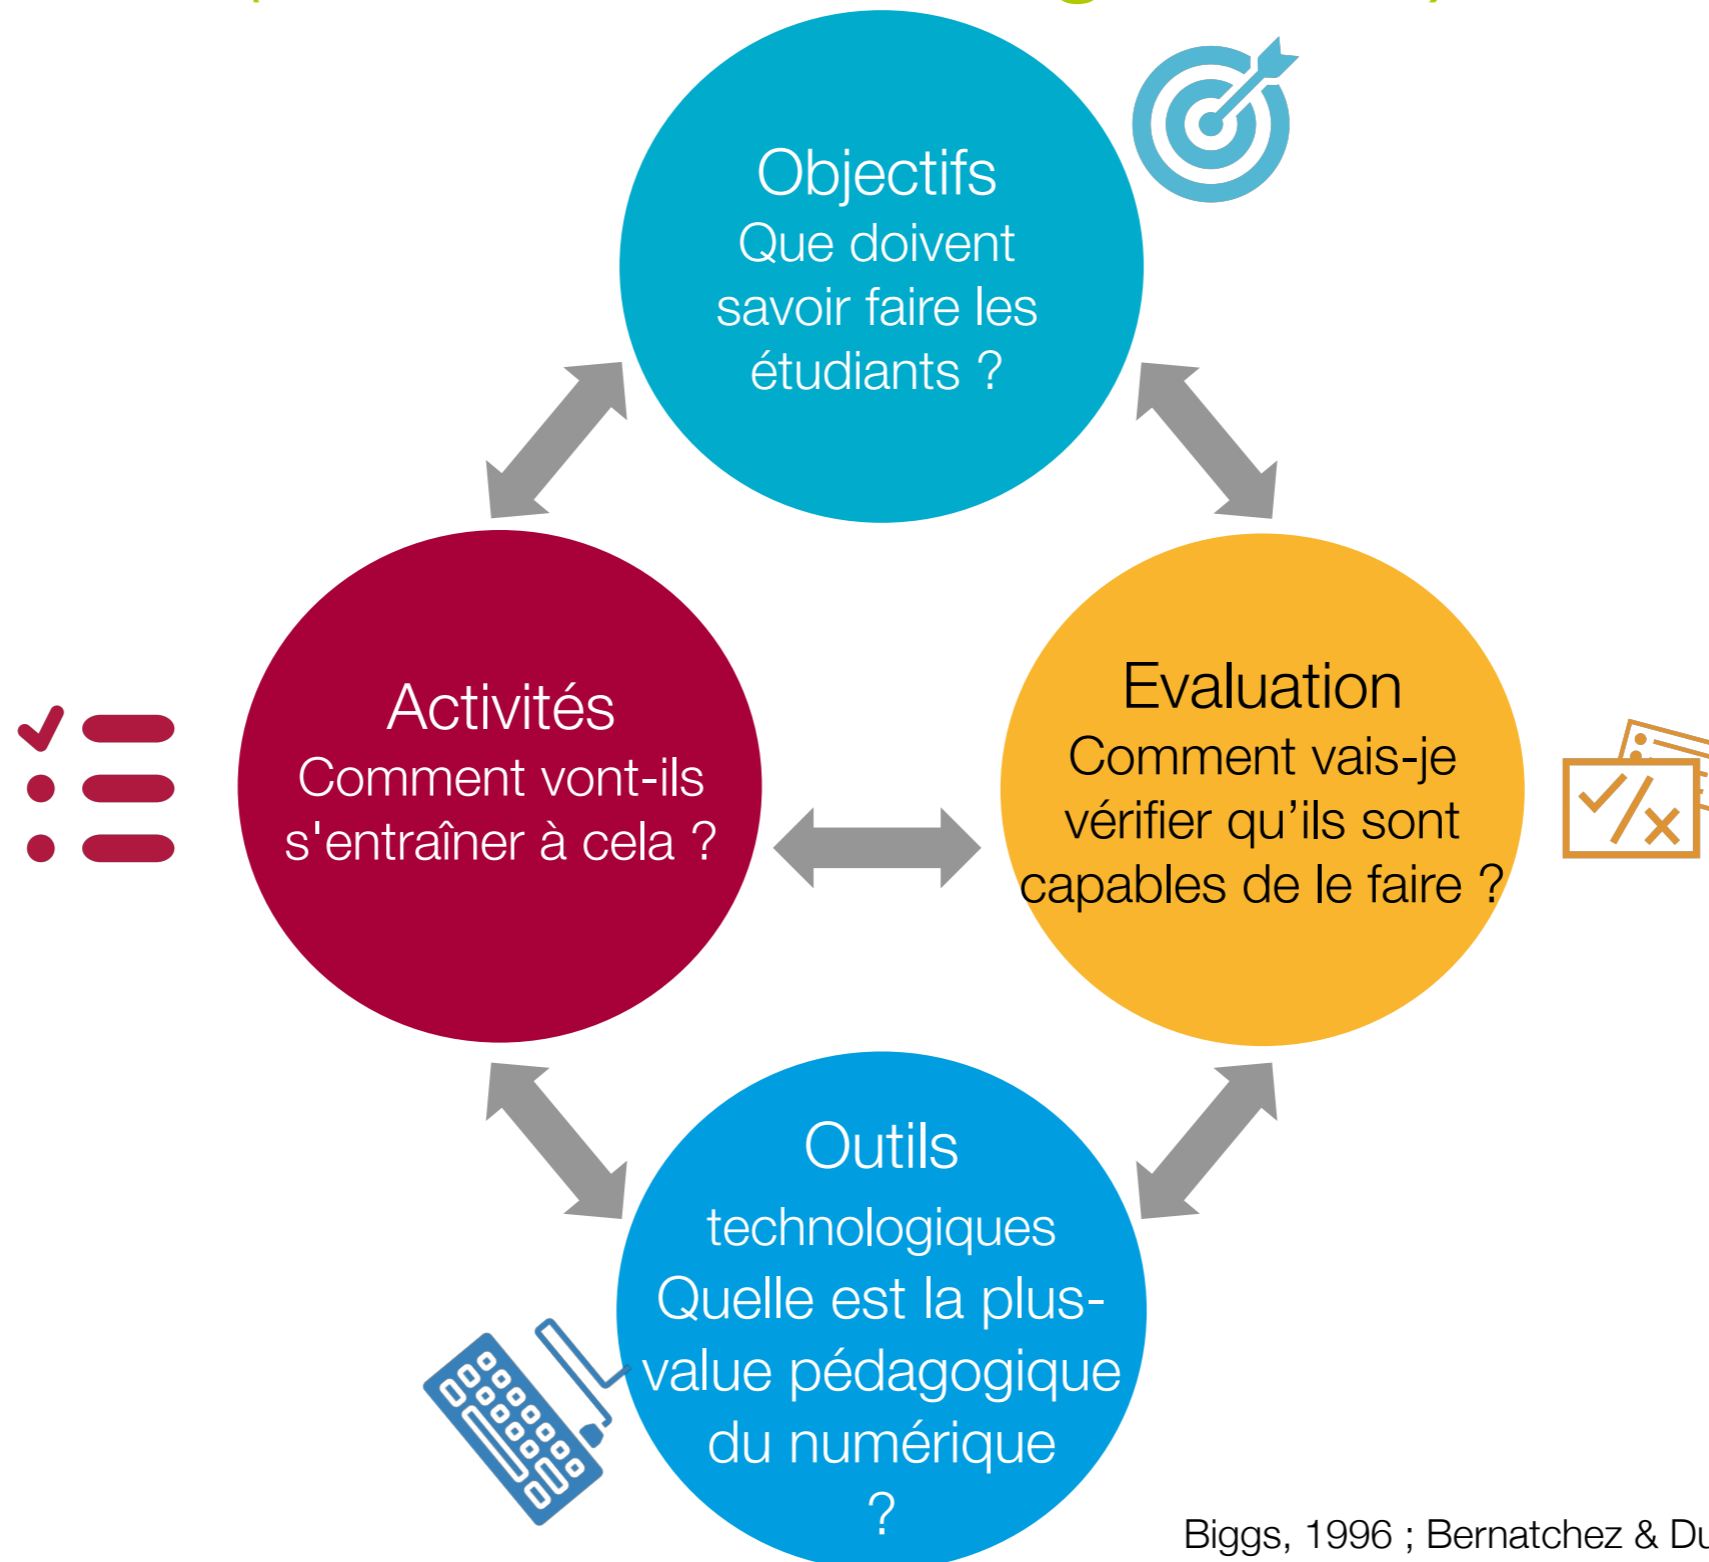 Objectifs
Que doivent
savoir faire les
étudiants ?
Activités
Comment vont-ils
s'entraîner à cela ?
Evaluation
Comment vais-je
vérifier qu’ils sont
capables de le faire ?
Outils
technologiques
Quelle est la plus-
value pédagogique
du numérique
?
Biggs, 1996 ; Bernatchez & Du